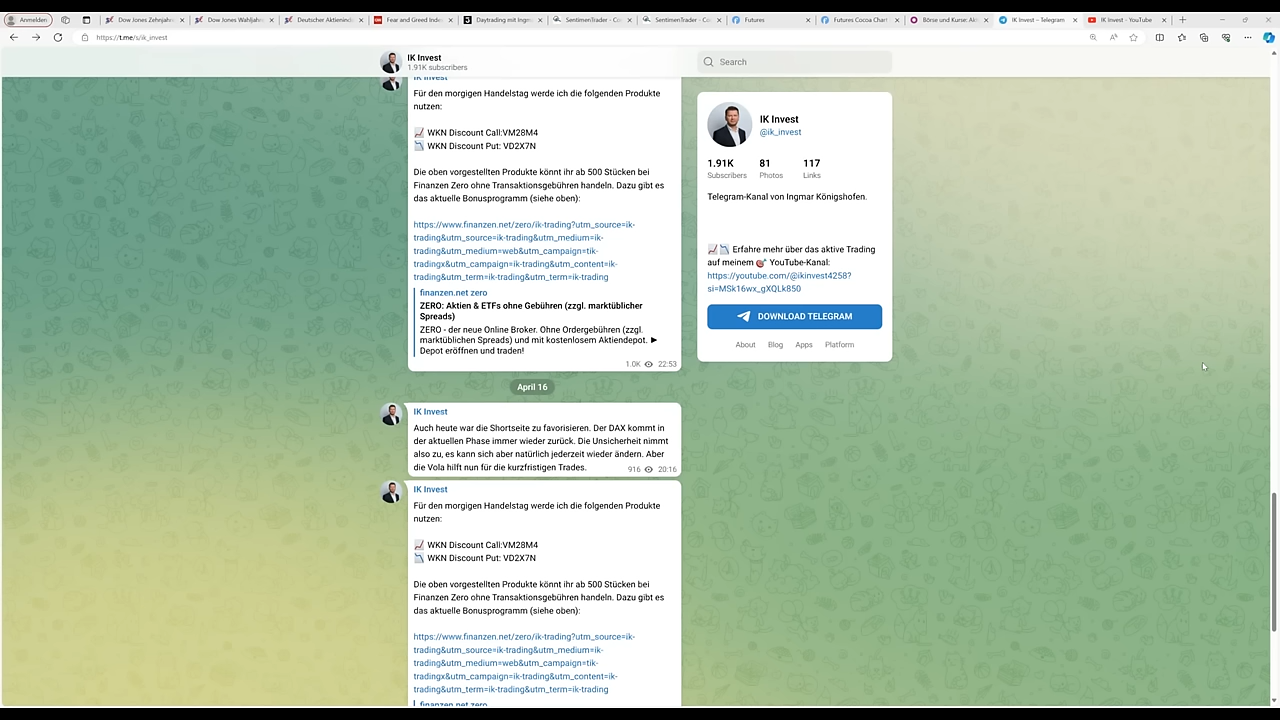 Anmelden
Dow Jones Zehnjahr
Dow Jones Wahljahr
Deutscher Aktienind
Fear and Greed Inde
Daytrading mit Ingm
SentimenTrader - Co
SentimenTrader - Co
Futures
Futures Cocoa Chart
Börse und Kurse: Akt
IK Invest – Telegram
IK Invest - YouTube
https://t.me/s/ik_invest
IK Invest
1.91K subscribers
Search
IK Invest
Für den morgigen Handelstag werde ich die folgenden Produkte
nutzen:
WKN Discount Call:VM28M4
WKN Discount Put: VD2X7N
Die oben vorgestellten Produkte könnt ihr ab 500 Stücken bei
Finanzen Zero ohne Transaktionsgebühren handeln. Dazu gibt es
das aktuelle Bonusprogramm (siehe oben):
https://www.finanzen.net/zero/ik-trading?utm_source=ik-
trading&utm_source=ik-trading&utm_medium=ik-
trading&utm_medium=web&utm_campaign=tik-
tradingx&utm_campaign=ik-trading&utm_content=ik-
trading&utm_term=ik-trading&utm_term=ik-trading
finanzen.net zero
ZERO: Aktien & ETFs ohne Gebühren (zzgl. marktüblicher
Spreads)
ZERO - der neue Online Broker. Ohne Ordergebühren (zzgl.
marktüblichen Spreads) und mit kostenlosem Aktiendepot. ►
Depot eröffnen und traden!
1.0K 22:53
April 16
IK Invest
Auch heute war die Shortseite zu favorisieren. Der DAX kommt in
der aktuellen Phase immer wieder zurück. Die Unsicherheit nimmt
also zu, es kann sich aber natürlich jederzeit wieder ändern. Aber
die Vola hilft nun für die kurzfristigen Trades.
916 20:16
IK Invest
Für den morgigen Handelstag werde ich die folgenden Produkte
nutzen:
WKN Discount Call:VM28M4
WKN Discount Put: VD2X7N
Die oben vorgestellten Produkte könnt ihr ab 500 Stücken bei
Finanzen Zero ohne Transaktionsgebühren handeln. Dazu gibt es
das aktuelle Bonusprogramm (siehe oben):
https://www.finanzen.net/zero/ik-trading?utm_source=ik-
trading&utm_source=ik-trading&utm_medium=ik-
trading&utm_medium=web&utm_campaign=tik-
tradingx&utm_campaign=ik-trading&utm_content=ik-
trading&utm_term=ik-trading&utm_term=ik-trading
finanzen.net zero
IK Invest
@ik_invest
1.91K 81 117
Subscribers Photos Links
Telegram-Kanal von Ingmar Königshofen.
Erfahre mehr über das aktive Trading
auf meinem YouTube-Kanal:
https://youtube.com/@ikinvest4258?
si=MSk16wx_gXQLk850
DOWNLOAD TELEGRAM
About Blog Apps Platform